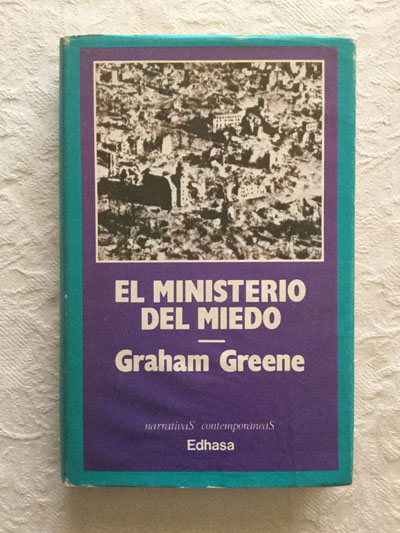 EL MINISTERIO
DEL MIEDO
Graham Greene
narrativaS contemporáneaS
Edhasa